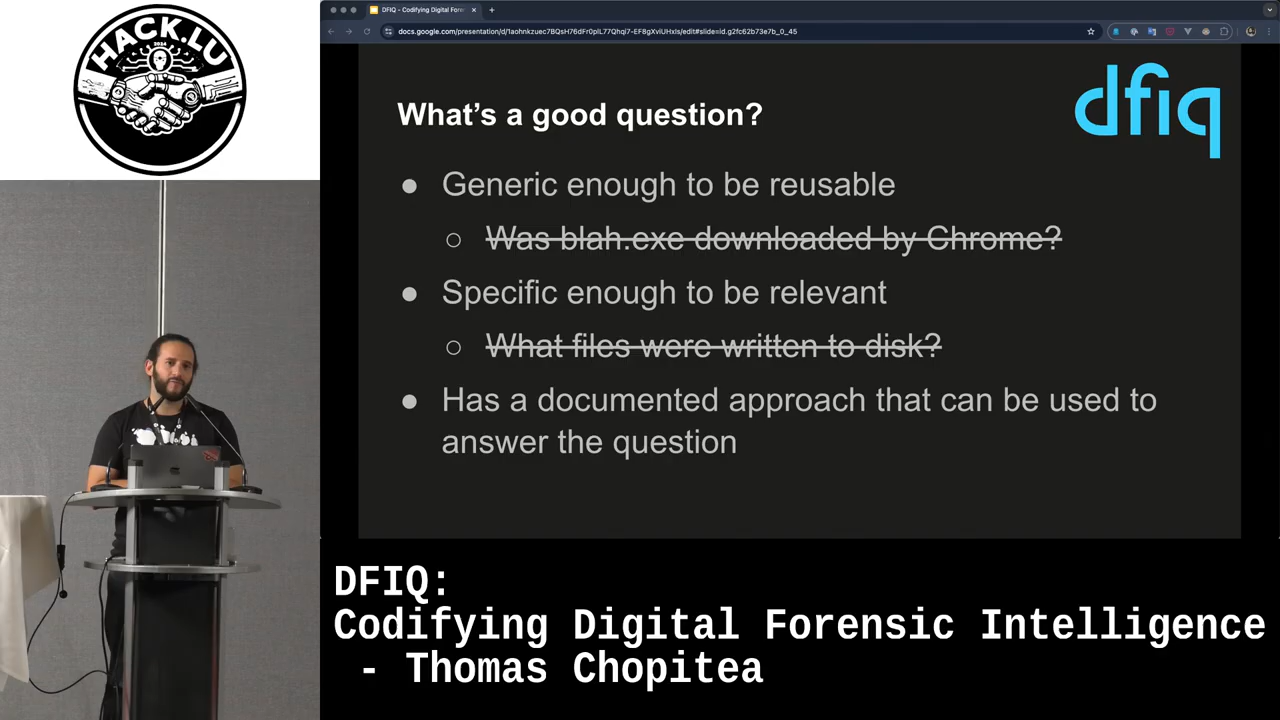 HACK.LU
2024
DFIQ - Codifying Digital Foren
docs.google.com/presentation/d/1aohnkzuec7BQsH76dFr0plL77Qhqi7-EF8gXviUHxis/edit#slide=id.g2fc62b73e7b_0_45
dfiq
What's a good question?
● Generic enough to be reusable
○ Was blah.exe downloaded by Chrome?
● Specific enough to be relevant
○ What files were written to disk?
● Has a documented approach that can be used to
answer the question
DFIQ:
Codifying Digital Forensic Intelligence
- Thomas Chopitea